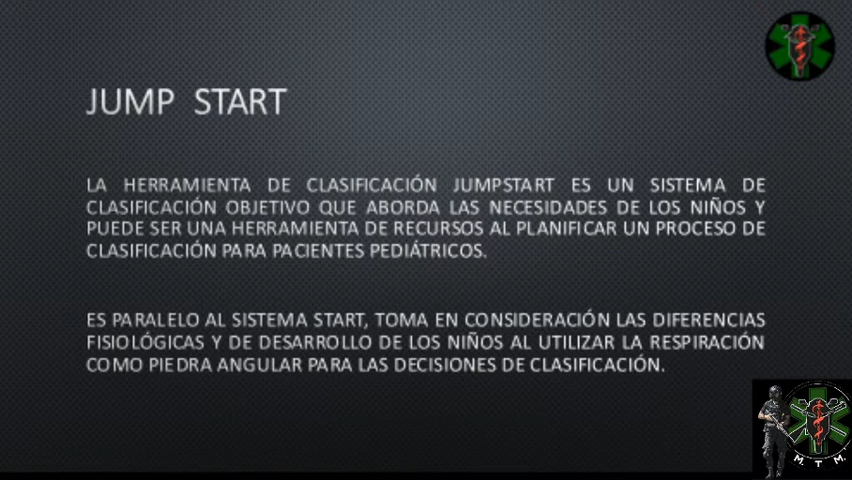 JUMP START
LA HERRAMIENTA DE CLASIFICACIÓN JUMPSTART ES UN SISTEMA DE
CLASIFICACIÓN OBJETIVO QUE ABORDA LAS NECESIDADES DE LOS NIÑOS Y
PUEDE SER UNA HERRAMIENTA DE RECURSOS AL PLANIFICAR UN PROCESO DE
CLASIFICACIÓN PARA PACIENTES PEDIÁTRICOS.
ES PARALELO AL SISTEMA START, TOMA EN CONSIDERACIÓN LAS DIFERENCIAS
FISIOLÓGICAS Y DE DESARROLLO DE LOS NIÑOS AL UTILIZAR LA RESPIRACIÓN
COMO PIEDRA ANGULAR PARA LAS DECISIONES DE CLASIFICACIÓN.
M. T M.